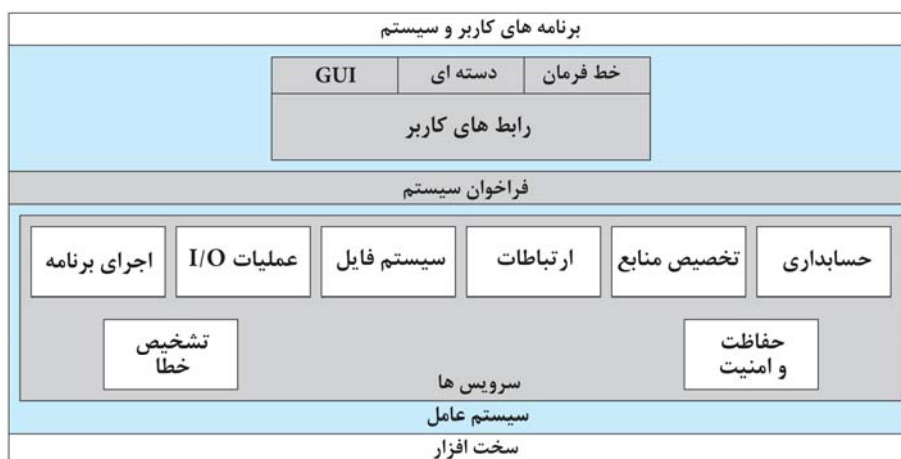 برنامه های کاربر و سیستم
خط فرمان
دسته ای
GUI
رابط های کاربر
فراخوان سیستم
حسابداری
تخصیص منابع
ارتباطات
سیستم فایل
عملیات I/O
اجرای برنامه
حفاظت
و امنیت
تشخیص
خطا
سرویس ها
سیستم عامل
سخت افزار